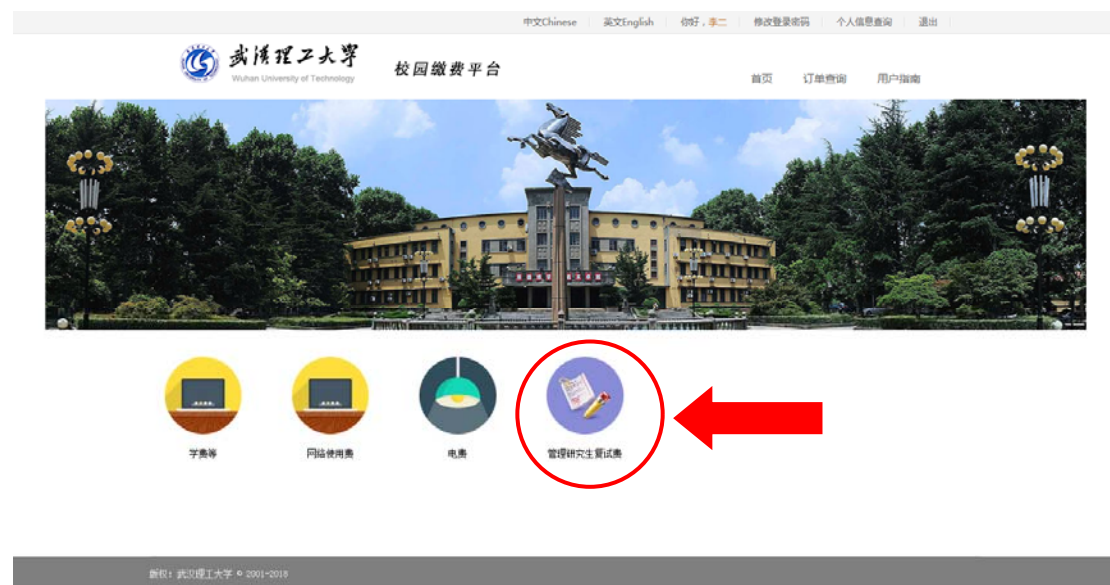 中文Chinese 英文English 你好，李二 修改登录密码 个人信息查询 退出
武汉理工大学
Wuhan University of Technology
校园缴费平台
首页 订单查询 用户指南
学费等 网络使用费 电费 管理研究生复试费
版权：武汉理工大学 © 2001-2018